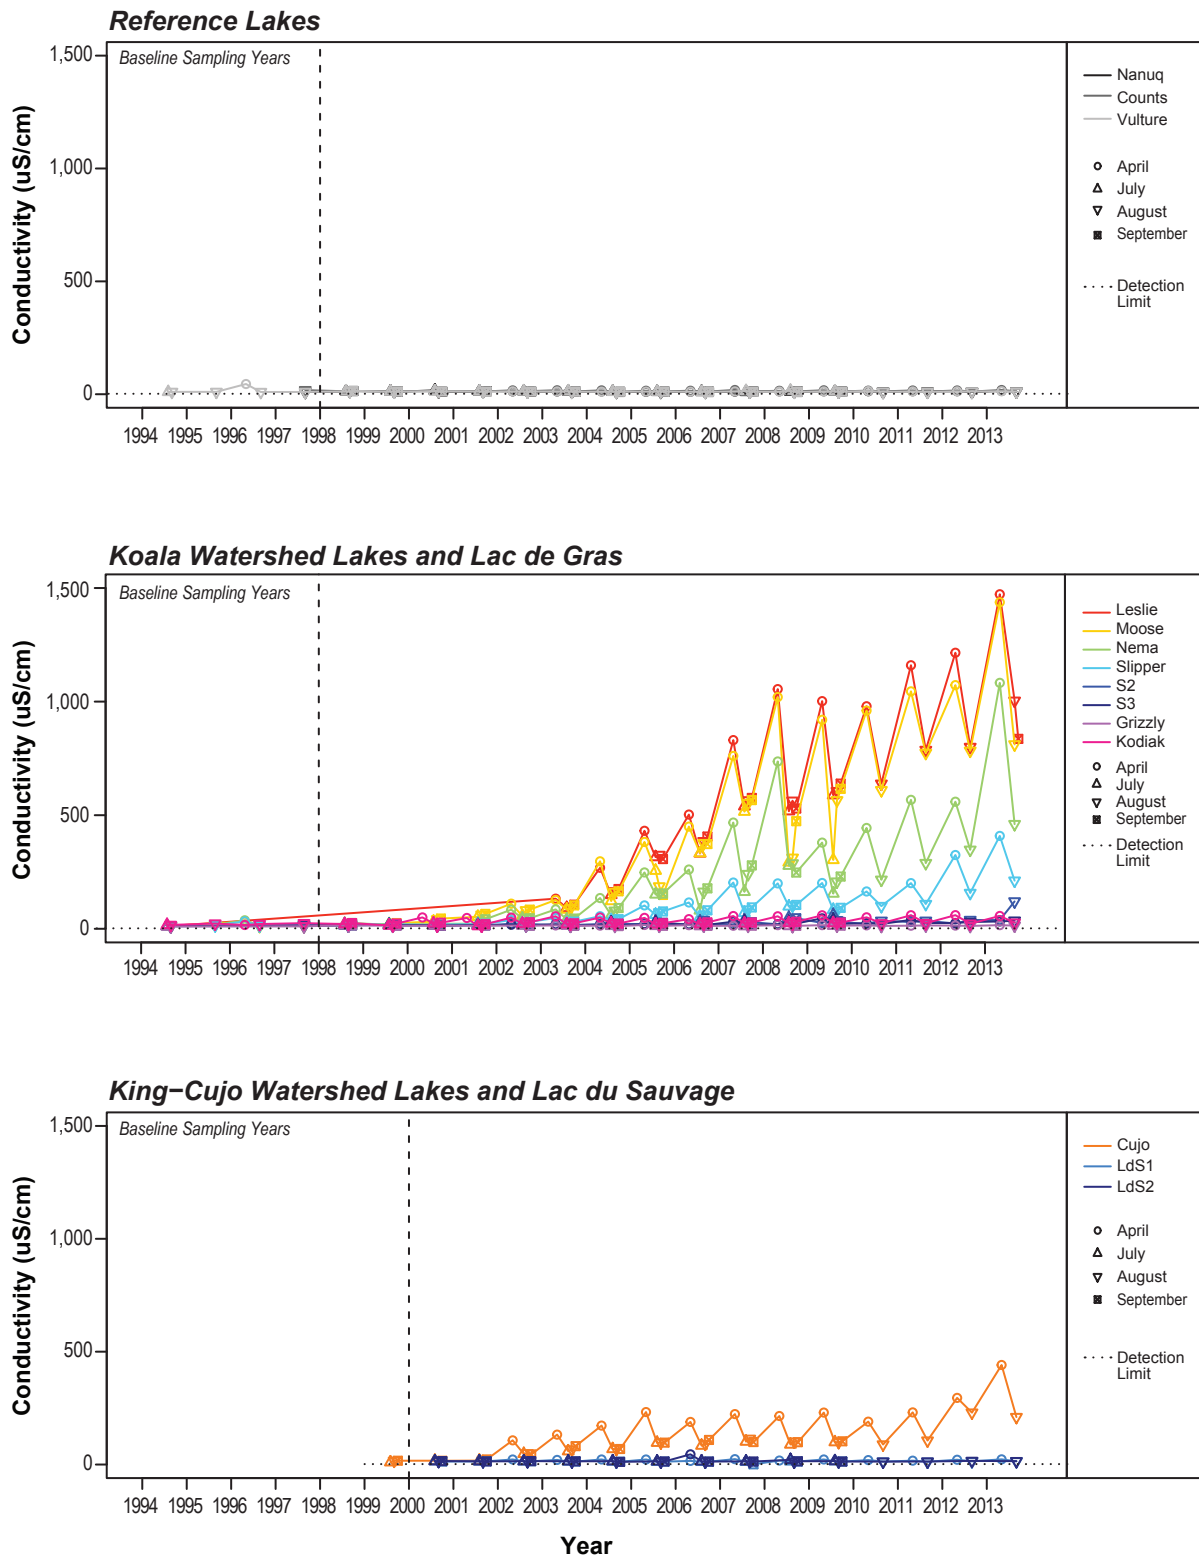 Reference Lakes
Baseline Sampling Years
Conductivity (uS/cm)
1,500
1,000
500
0
1994 1995 1996 1997 1998 1999 2000 2001 2002 2003 2004 2005 2006 2007 2008 2009 2010 2011 2012 2013
Nanuq
Counts
Vulture
April
July
August
September
Detection
Limit
Koala Watershed Lakes and Lac de Gras
Baseline Sampling Years
Conductivity (uS/cm)
1,500
1,000
500
0
1994 1995 1996 1997 1998 1999 2000 2001 2002 2003 2004 2005 2006 2007 2008 2009 2010 2011 2012 2013
Leslie
Moose
Nema
Slipper
S2
S3
Grizzly
Kodiak
April
July
August
September
Detection
Limit
King−Cujo Watershed Lakes and Lac du Sauvage
Baseline Sampling Years
Conductivity (uS/cm)
1,500
1,000
500
0
1994 1995 1996 1997 1998 1999 2000 2001 2002 2003 2004 2005 2006 2007 2008 2009 2010 2011 2012 2013
Cujo
LdS1
LdS2
April
July
August
September
Detection
Limit
Year